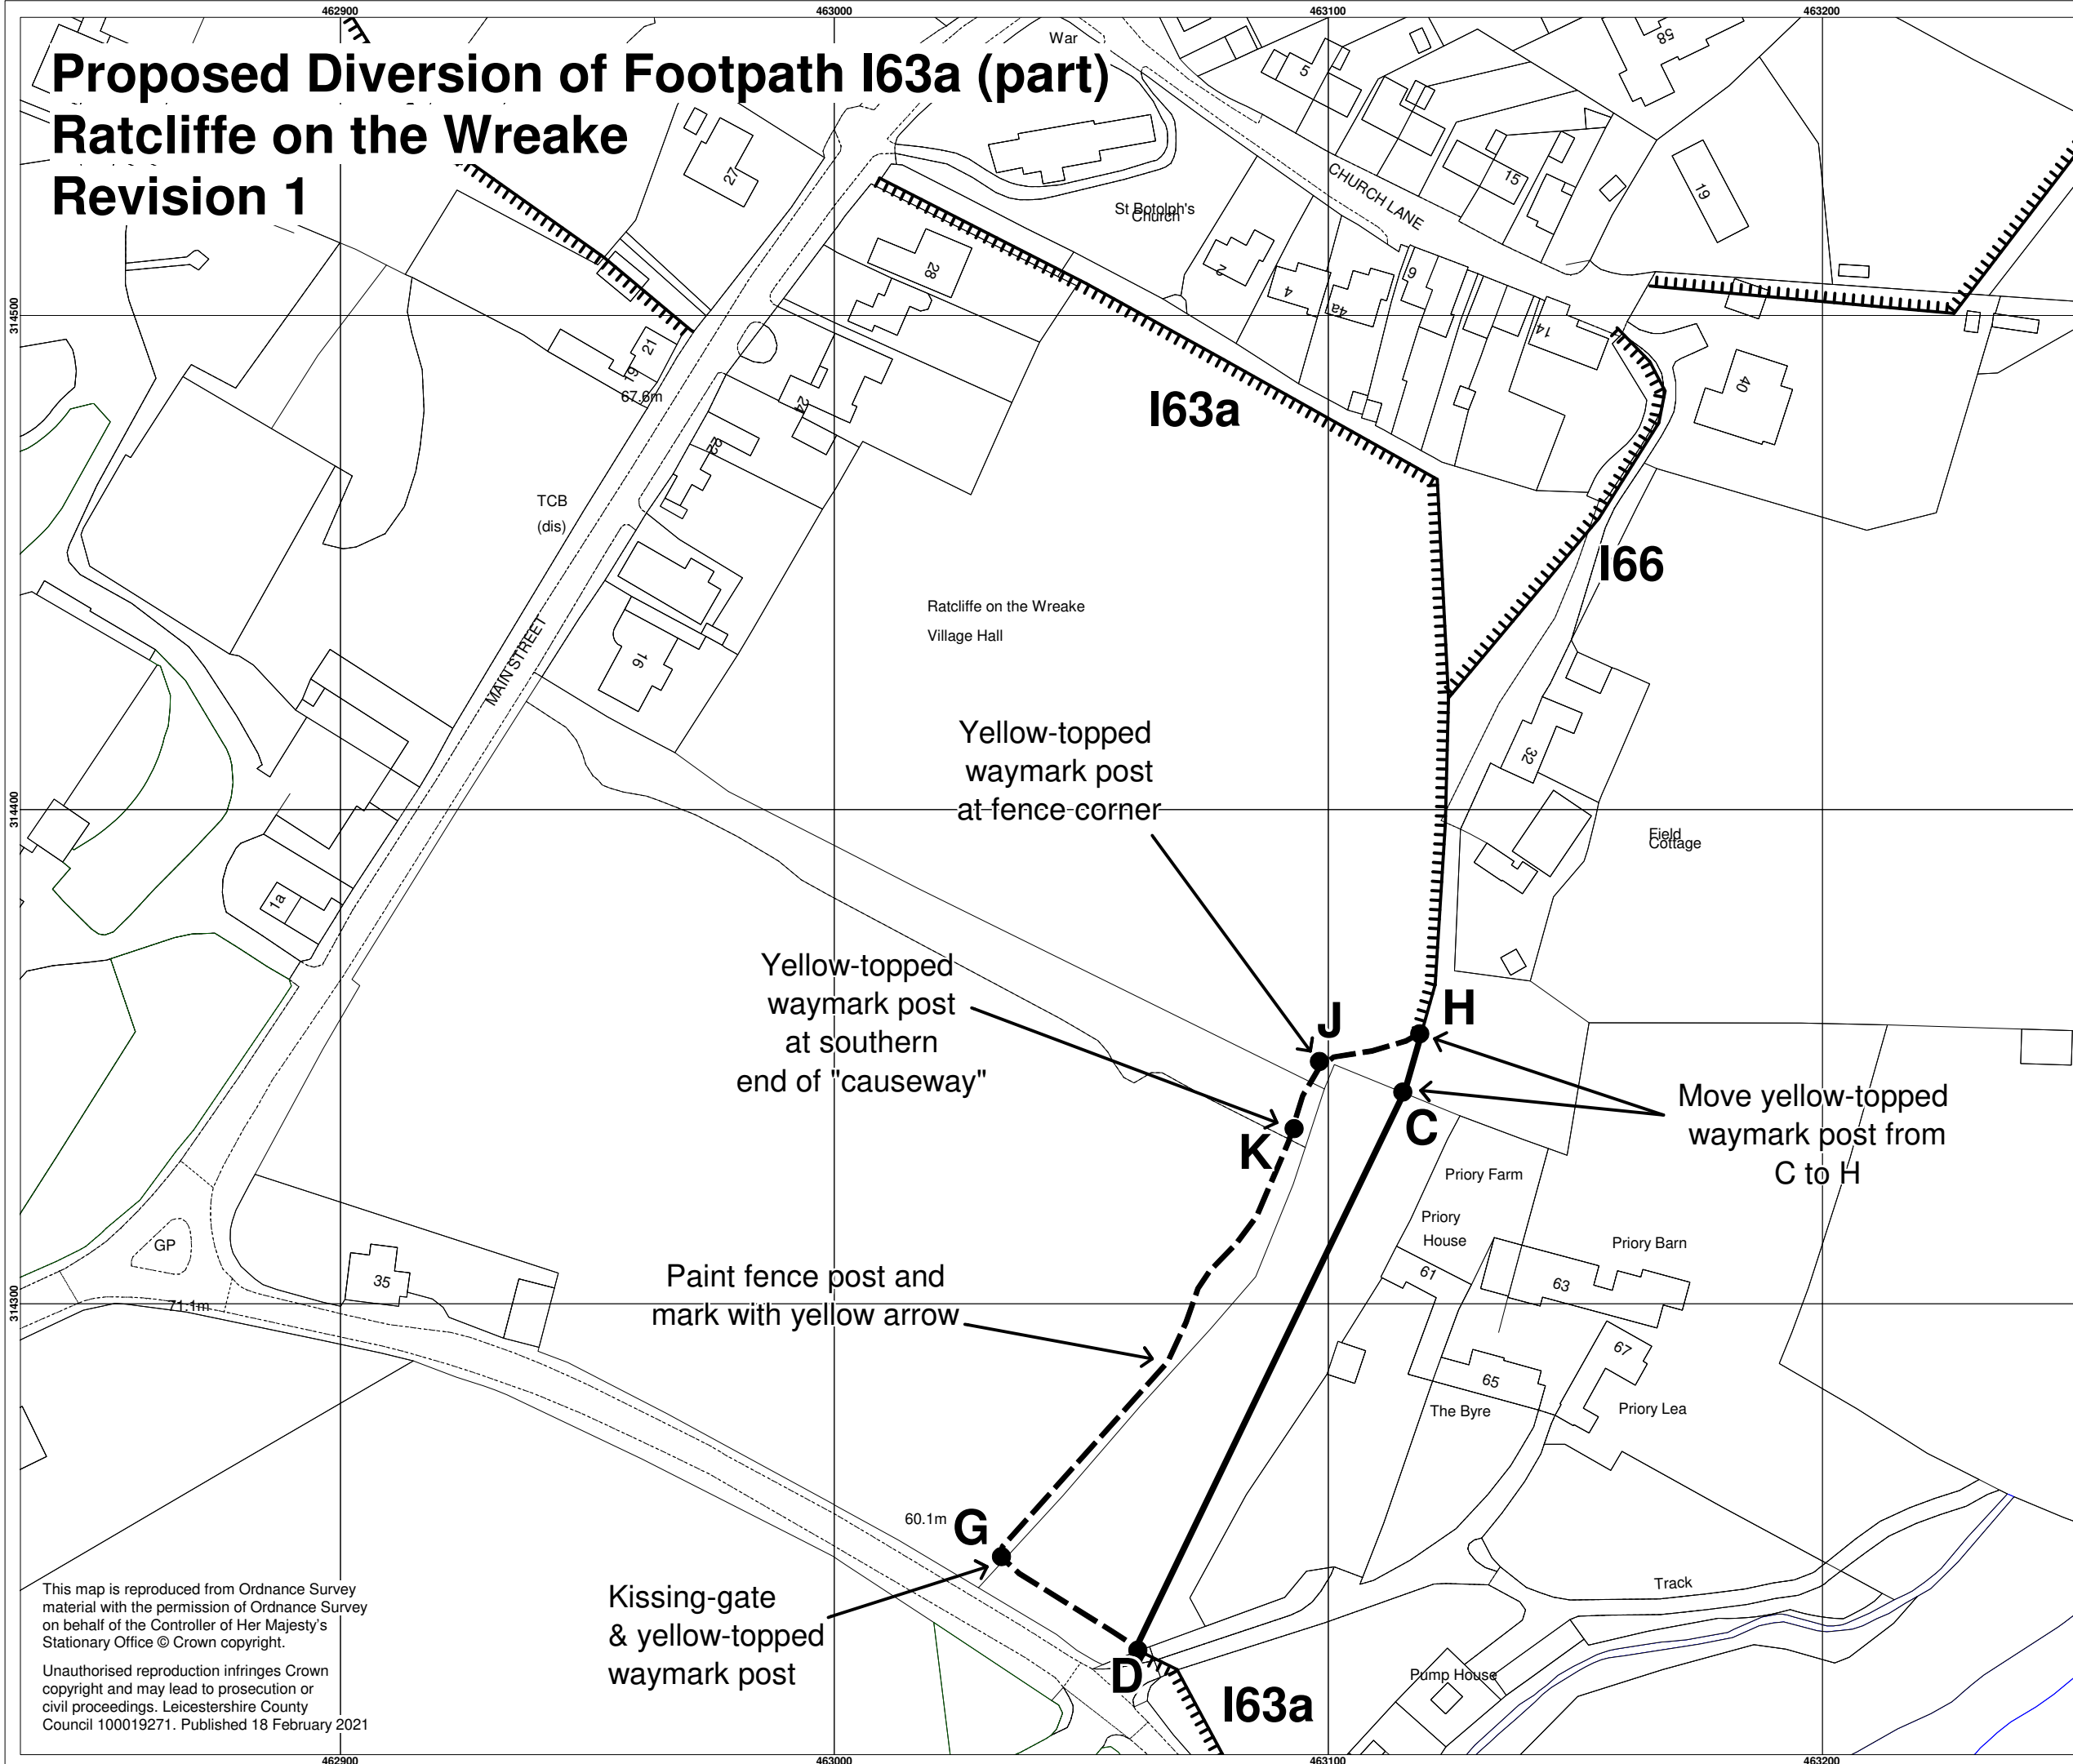 462900
463000
463100
463200
Proposed Diversion of Footpath I63a (part)
Ratcliffe on the Wreake
Revision 1
War
58
5
27
15
19
CHURCH LANE
St Botolph's
Church
28
2
4
4a
6
14
314500
21
19
67.6m
24
40
I63a
22
TCB
(dis)
I66
Ratcliffe on the Wreake
Village Hall
16
MAIN STREET
Yellow-topped
waymark post
at fence corner
32
314400
Field
Cottage
1a
Yellow-topped
waymark post
at southern
end of "causeway"
J
H
C
K
Move yellow-topped
waymark post from
C to H
Priory Farm
Priory
House
Priory Barn
GP
35
71.1m
314300
Paint fence post and
mark with yellow arrow
61
63
67
65
The Byre
Priory Lea
60.1m
G
Track
Kissing-gate
& yellow-topped
waymark post
D
Pump House
I63a
This map is reproduced from Ordnance Survey
material with the permission of Ordnance Survey
on behalf of the Controller of Her Majesty's
Stationary Office © Crown copyright.
Unauthorised reproduction infringes Crown
copyright and may lead to prosecution or
civil proceedings. Leicestershire County
Council 100019271. Published 18 February 2021
462900
463000
463100
463200